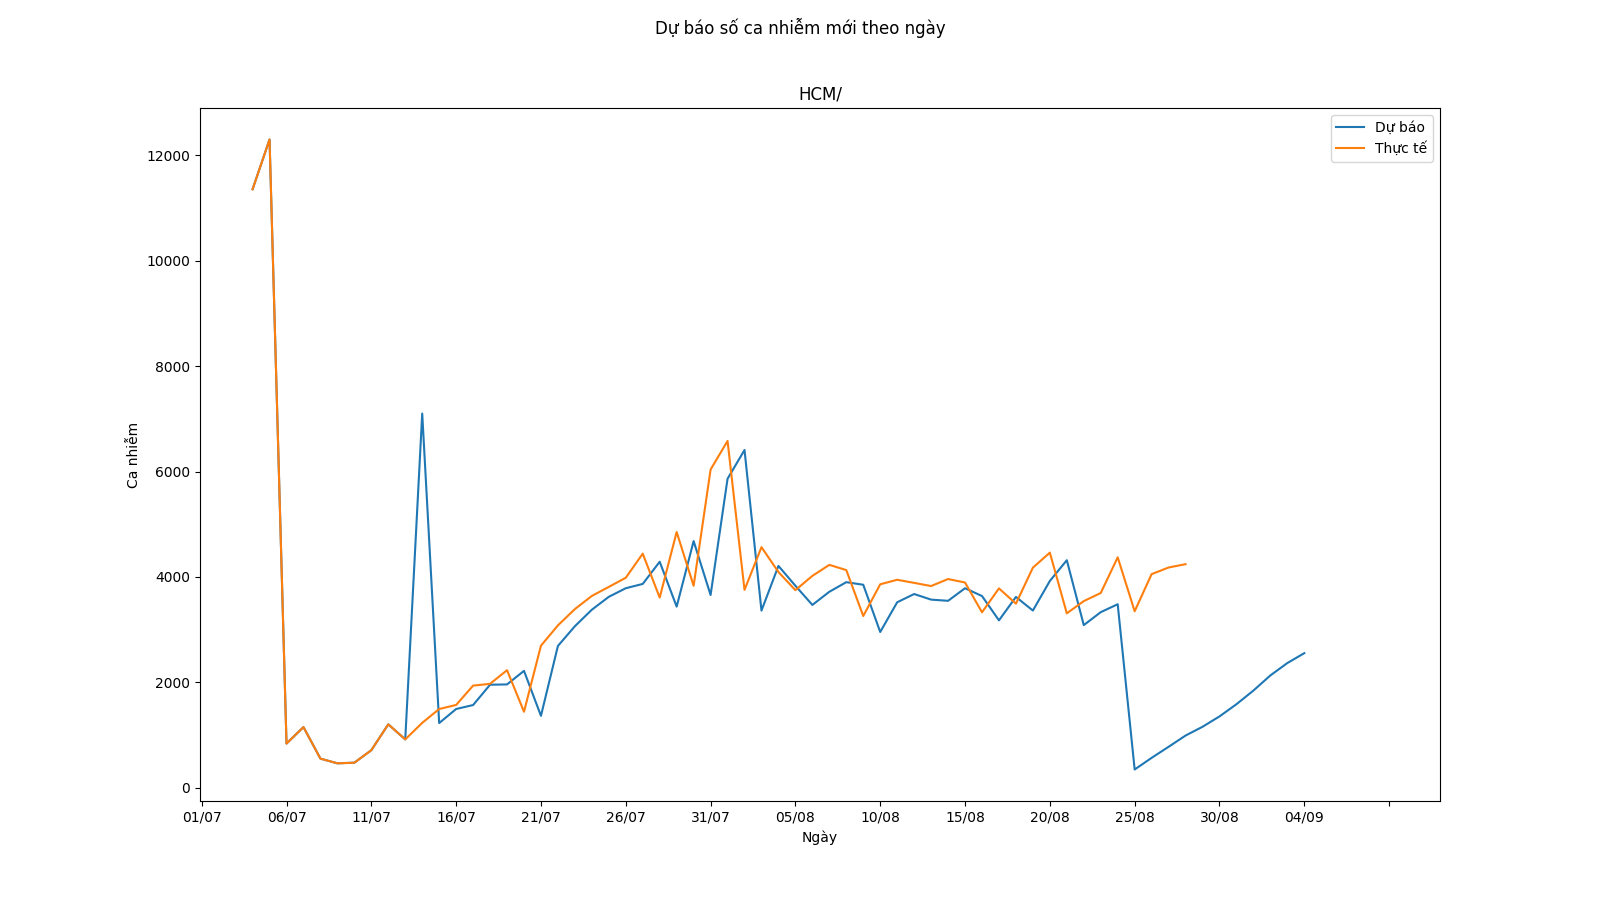 Dự báo số ca nhiễm mới theo ngày
HCM/
Dự báo
Thực tế
12000
10000
8000
6000
4000
2000
0
Ca nhiễm
01/07 06/07 11/07 16/07 21/07 26/07 31/07 05/08 10/08 15/08 20/08 25/08 30/08 04/09
Ngày